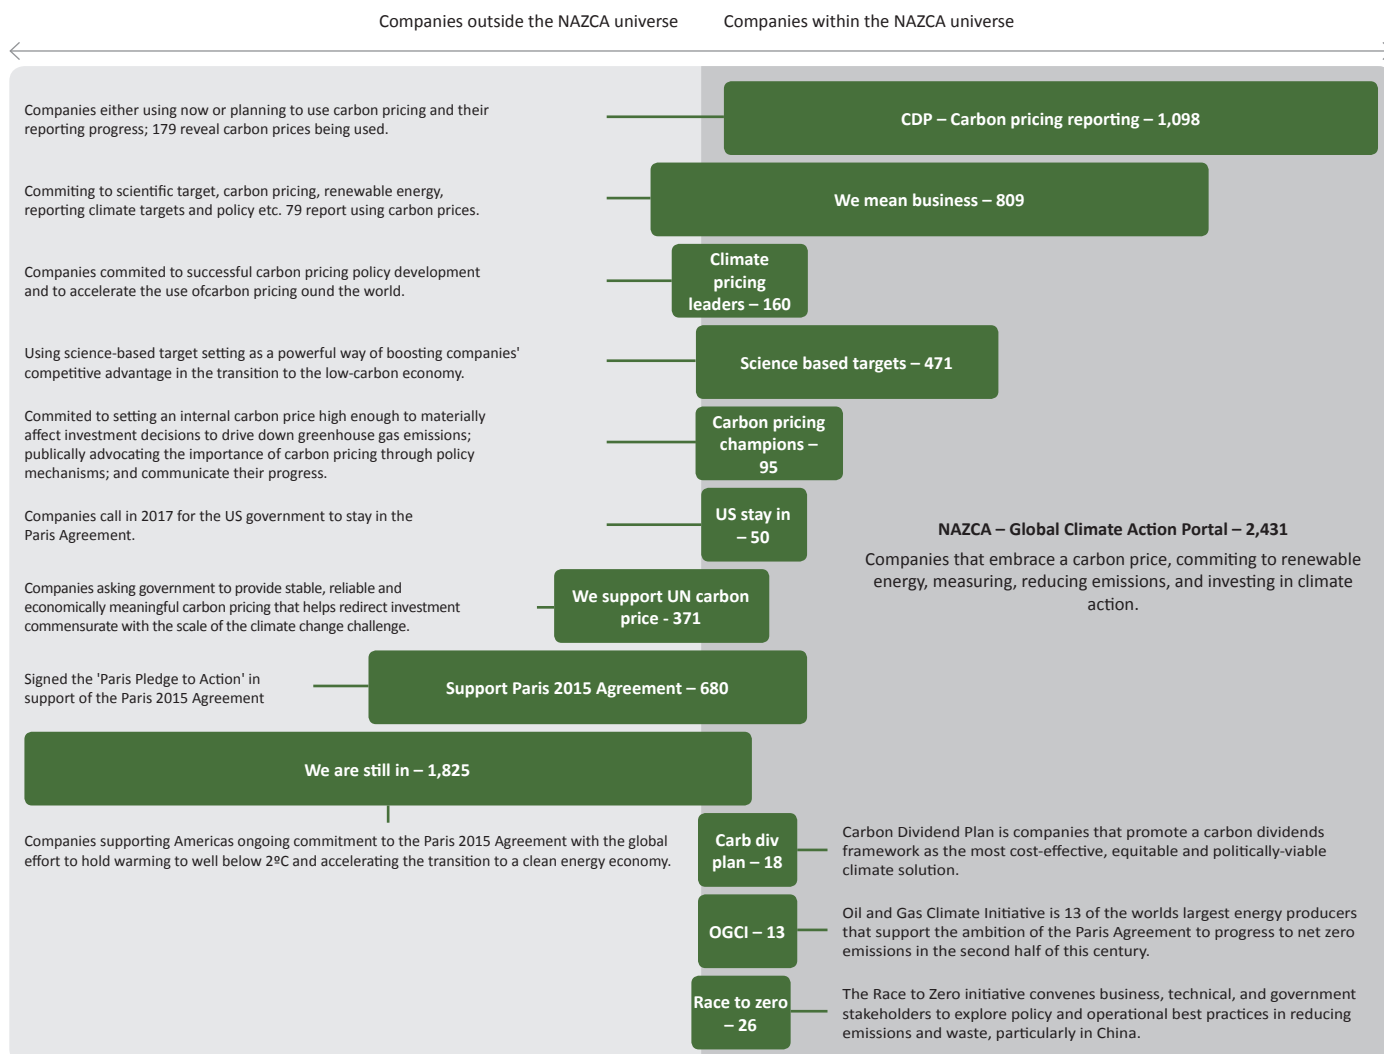 Companies outside the NAZCA universe
Companies within the NAZCA universe
Companies either using now or planning to use carbon pricing and their
reporting progress; 179 reveal carbon prices being used.
CDP – Carbon pricing reporting – 1,098
Commiting to scientific target, carbon pricing, renewable energy,
reporting climate targets and policy etc. 79 report using carbon prices.
We mean business – 809
Companies commited to successful carbon pricing policy development
and to accelerate the use ofcarbon pricing ound the world.
Climate
pricing
leaders – 160
Using science-based target setting as a powerful way of boosting companies'
competitive advantage in the transition to the low-carbon economy.
Science based targets – 471
Commited to setting an internal carbon price high enough to materially
affect investment decisions to drive down greenhouse gas emissions;
publically advocating the importance of carbon pricing through policy
mechanisms; and communicate their progress.
Carbon pricing
champions –
95
Companies call in 2017 for the US government to stay in the
Paris Agreement.
US stay in
– 50
NAZCA – Global Climate Action Portal – 2,431
Companies that embrace a carbon price, commiting to renewable
energy, measuring, reducing emissions, and investing in climate
action.
Companies asking government to provide stable, reliable and
economically meaningful carbon pricing that helps redirect investment
commensurate with the scale of the climate change challenge.
We support UN carbon
price - 371
Signed the 'Paris Pledge to Action' in
support of the Paris 2015 Agreement
Support Paris 2015 Agreement – 680
We are still in – 1,825
Companies supporting Americas ongoing commitment to the Paris 2015 Agreement with the global
effort to hold warming to well below 2ºC and accelerating the transition to a clean energy economy.
Carb div
plan – 18
Carbon Dividend Plan is companies that promote a carbon dividends
framework as the most cost-effective, equitable and politically-viable
climate solution.
OGCI – 13
Oil and Gas Climate Initiative is 13 of the worlds largest energy producers
that support the ambition of the Paris Agreement to progress to net zero
emissions in the second half of this century.
Race to zero
– 26
The Race to Zero initiative convenes business, technical, and government
stakeholders to explore policy and operational best practices in reducing
emissions and waste, particularly in China.